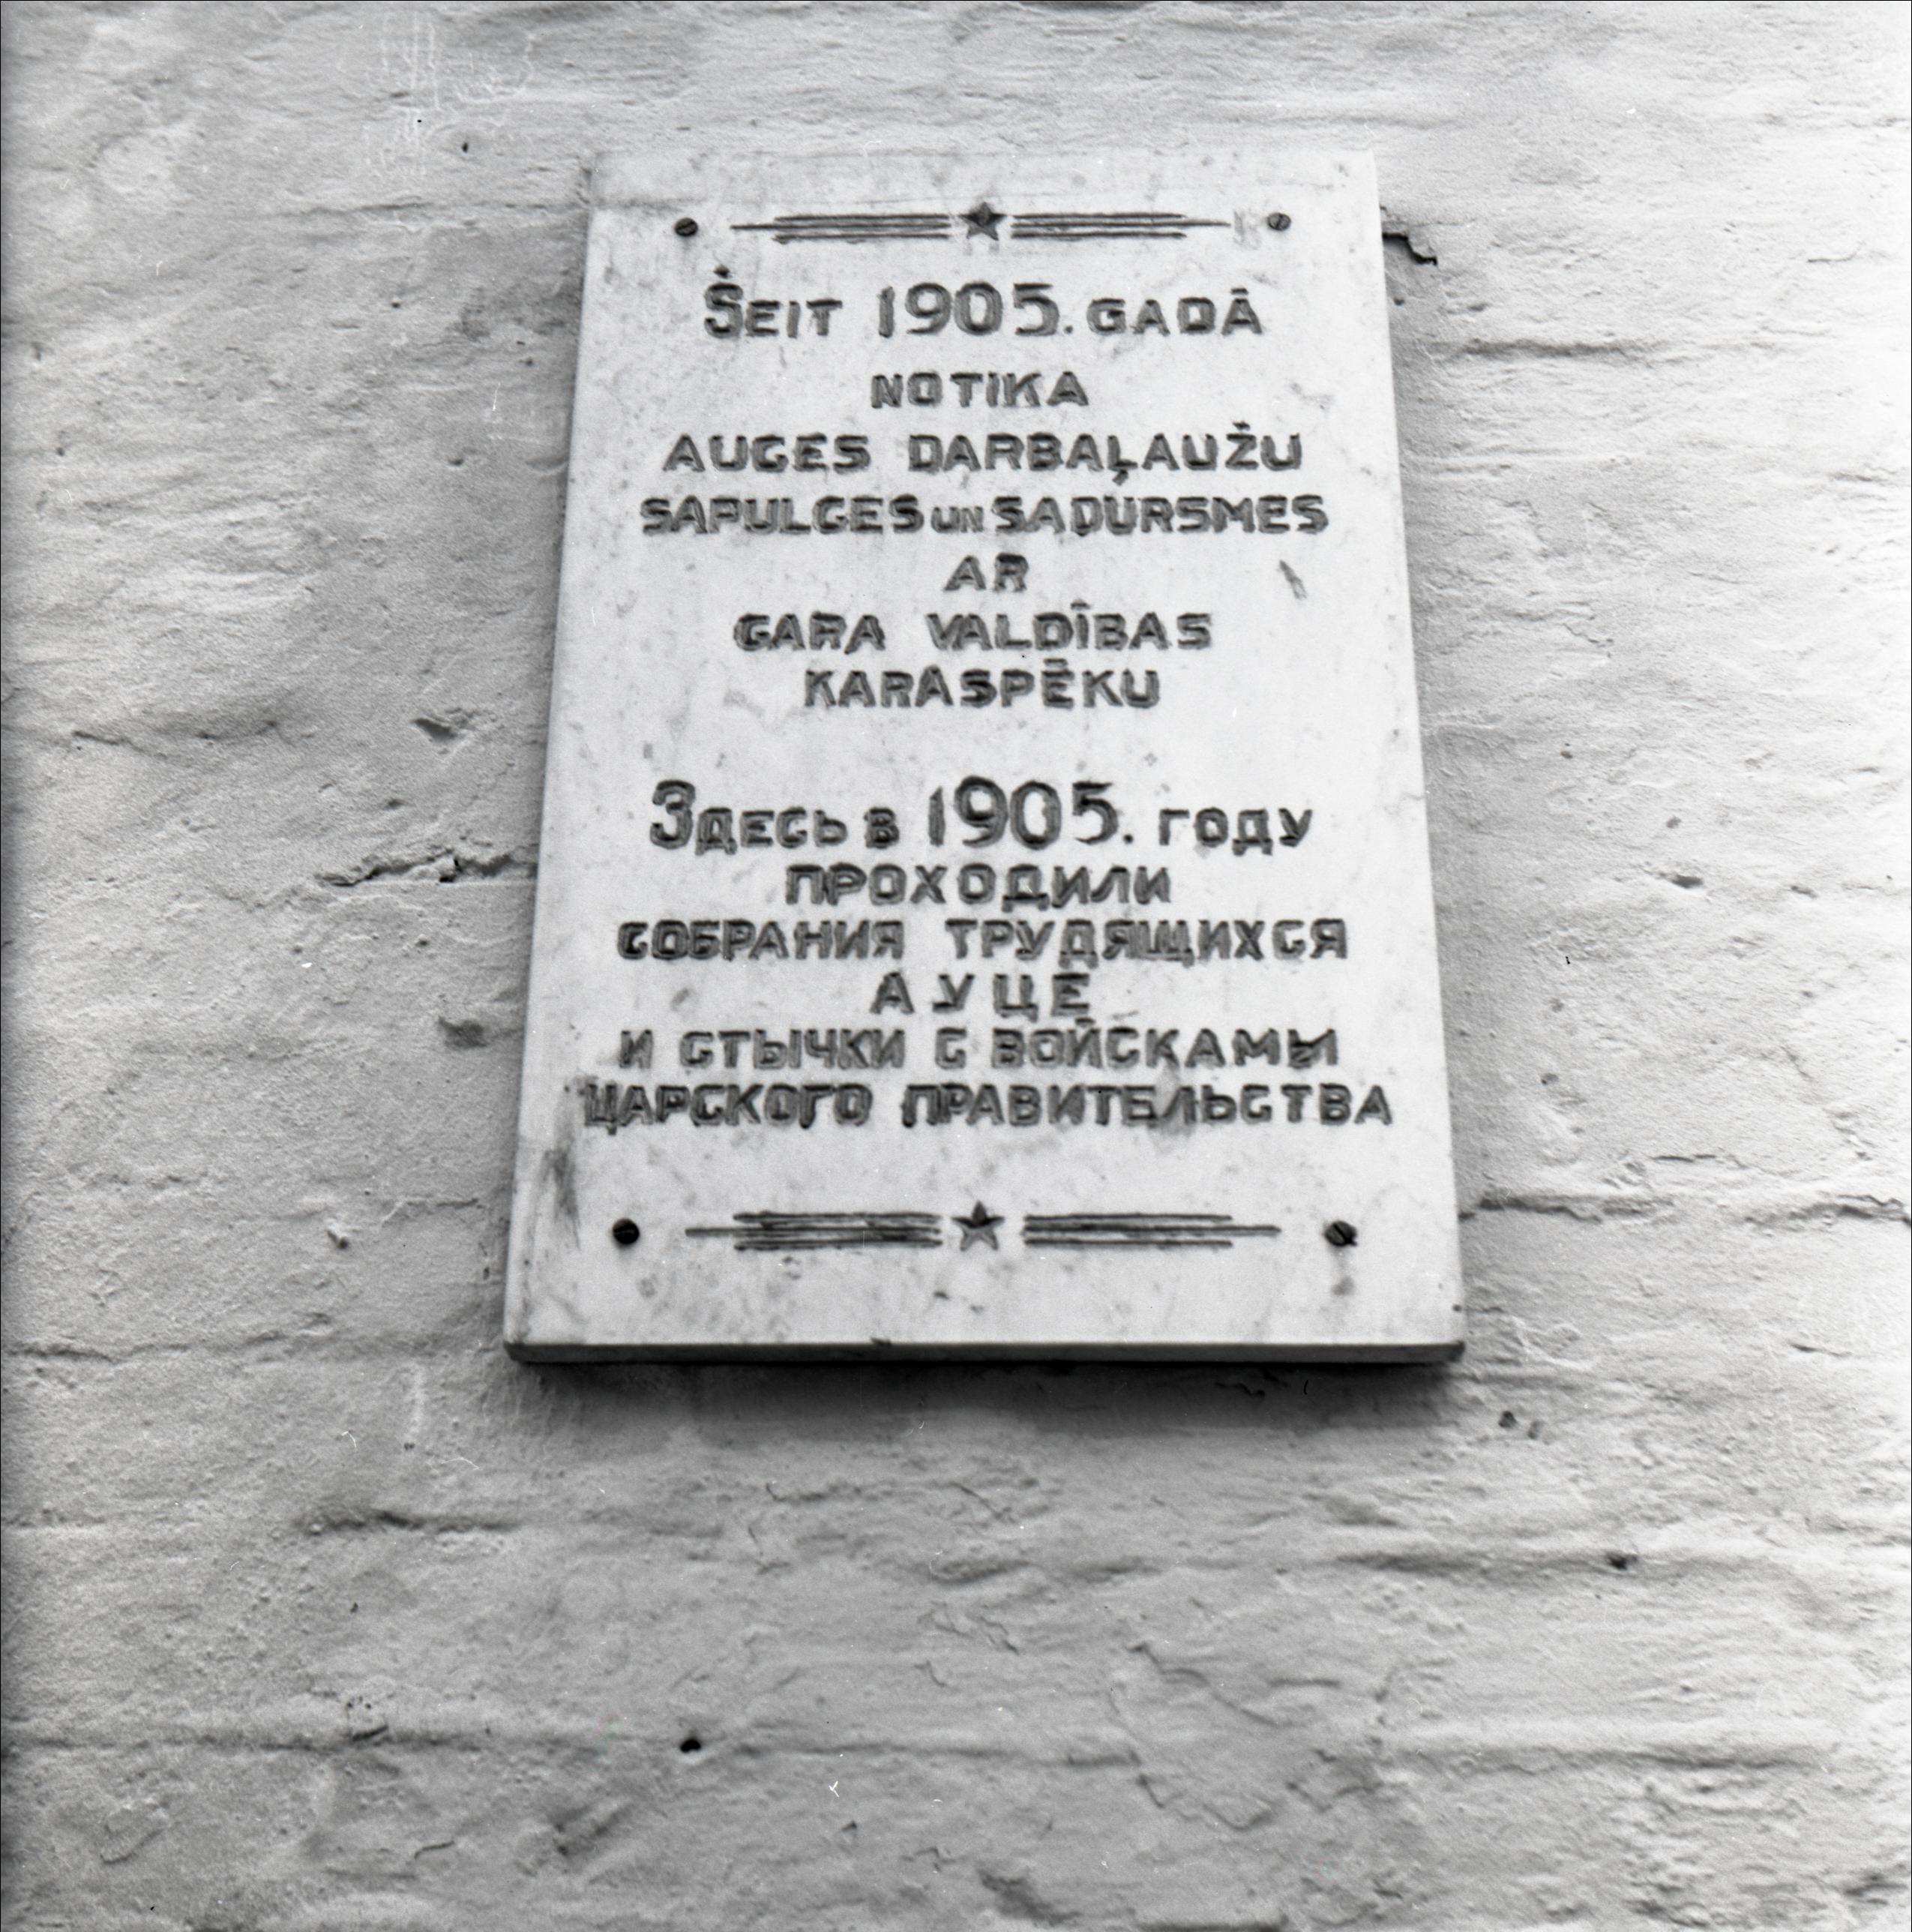 ŠEIT 1905. GADĀ
NOTIKA
AUCES DARBAĻAUŽU
SAPULCES UN SADURSMES
AR
CARA VALDĪBAS
KARASPĒKU
ЗДЕСЬ В 1905. ГОДУ
ПРОХОДИЛИ
СОБРАНИЯ ТРУДЯЩИХСЯ
АУЦЕ
И СТЫЧКИ С ВОЙСКАМЫ
ЦАРСКОГО ПРАВИТЕЛЬСТВА